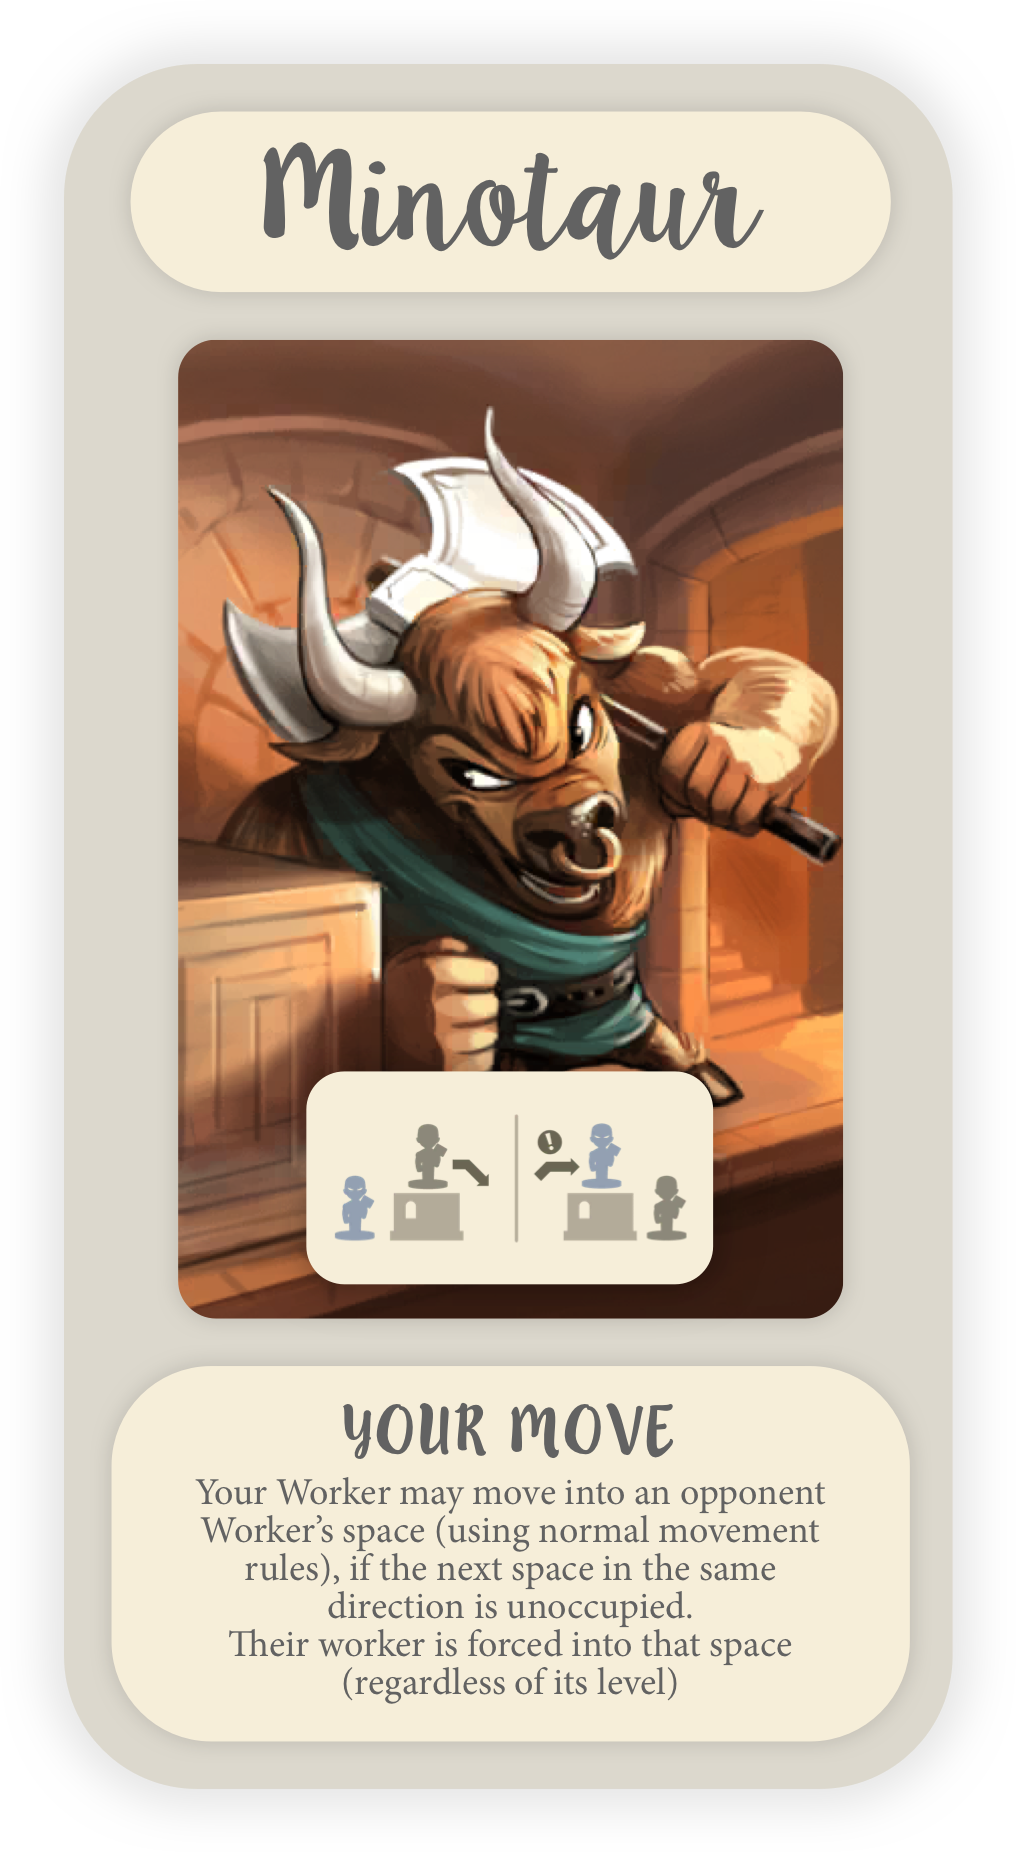 Minotaur
!
YOUR MOVE
Your Worker may move into an opponent
Worker’s space (using normal movement
rules), if the next space in the same
direction is unoccupied.
Their worker is forced into that space
(regardless of its level)